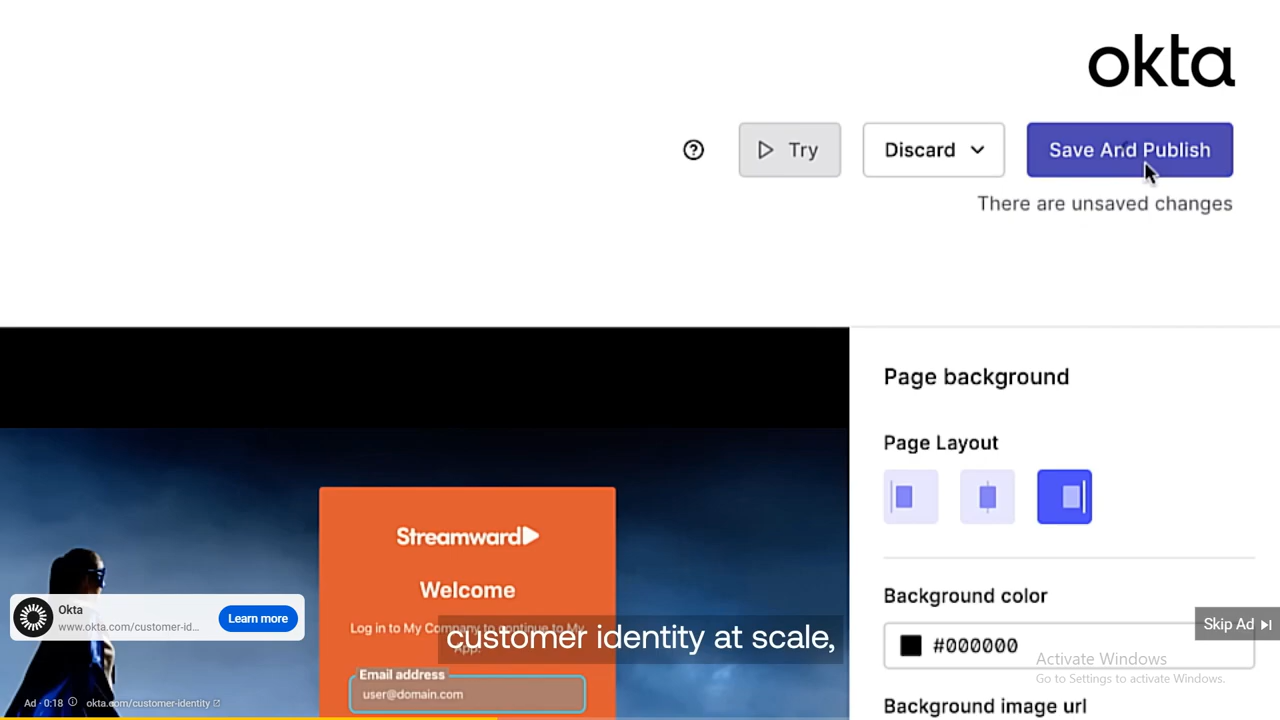 okta
Try
Discard
Save And Publish
There are unsaved changes
Page background
Page Layout
Streamward
Welcome
Log in to My Company to continue to My
App.
customer identity at scale,
Email address
user@domain.com
Okta
www.okta.com/customer-id...
Learn more
Ad · 0:18
okta.com/customer-identity
Background color
#000000
Skip Ad
Activate Windows
Go to Settings to activate Windows.
Background image url